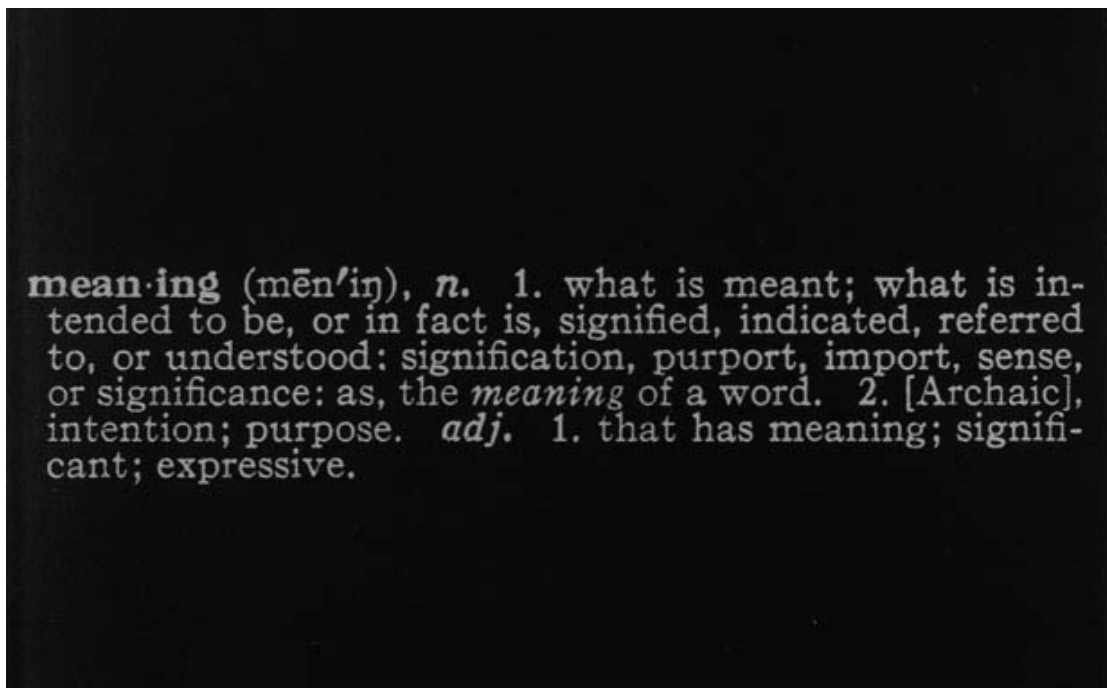 mean·ing (mēn′iŋ), n. 1. what is meant; what is in-
tended to be, or in fact is, signified, indicated, referred
to, or understood: signification, purport, import, sense,
or significance: as, the meaning of a word. 2. [Archaic],
intention; purpose. adj. 1. that has meaning; signifi-
cant; expressive.